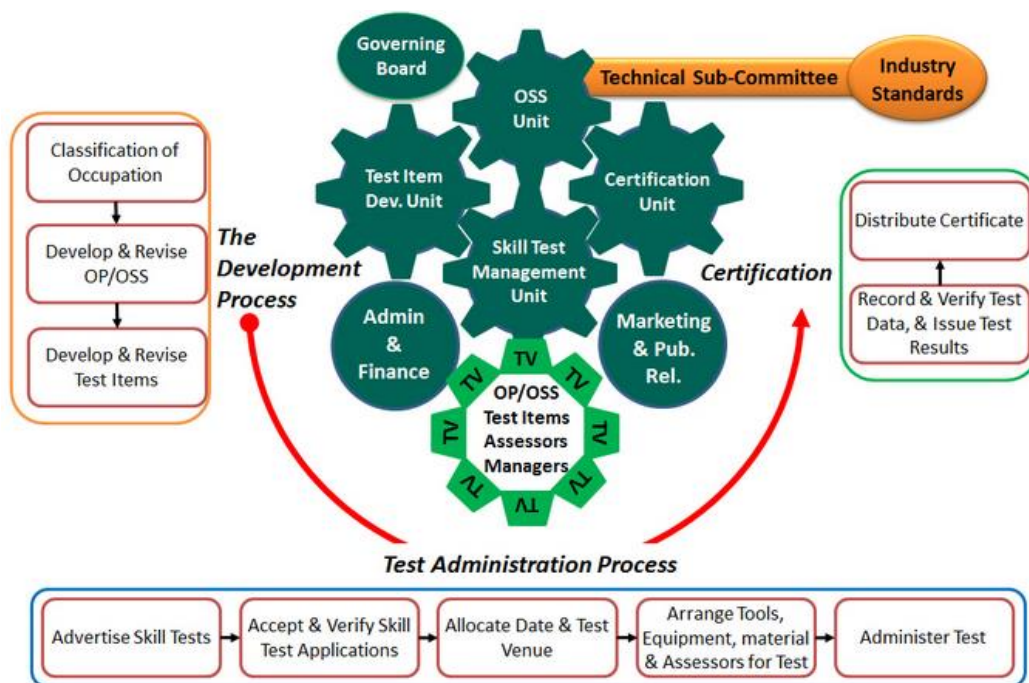 Governing
Board
OSS
Unit
Technical Sub-Committee
Industry
Standards
Test Item
Dev. Unit
Certification
Unit
Skill Test
Management
Unit
Admin
&
Finance
Marketing
& Pub.
Rel.
TV
TV
TV
TV
TV
TV
TV
TV
OP/OSS
Test Items
Assessors
Managers
Classification of
Occupation
Develop & Revise
OP/OSS
Develop & Revise
Test Items
The
Development
Process
Certification
Distribute Certificate
Record & Verify Test
Data, & Issue Test
Results
Test Administration Process
Advertise Skill Tests
Accept & Verify Skill
Test Applications
Allocate Date & Test
Venue
Arrange Tools,
Equipment, material
& Assessors for Test
Administer Test